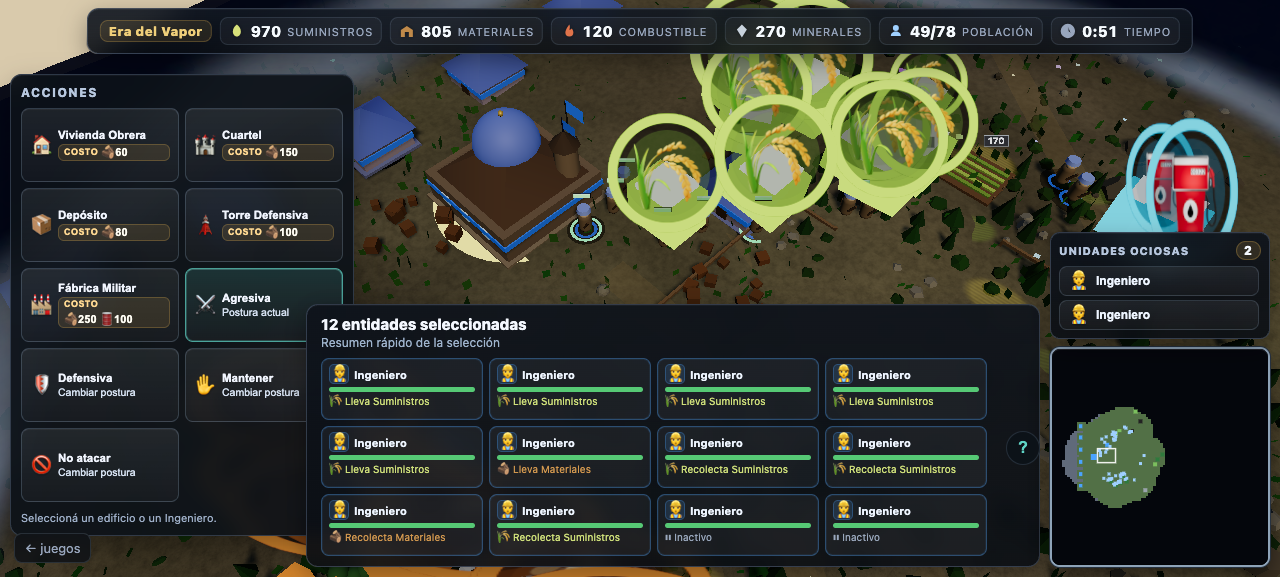 Era del Vapor
970 SUMINISTROS
805 MATERIALES
120 COMBUSTIBLE
270 MINERALES
49/78 POBLACIÓN
0:51 TIEMPO
ACCIONES
Vivienda Obrera
COSTO 60
Cuartel
COSTO 150
Depósito
COSTO 80
Torre Defensiva
COSTO 100
Fábrica Militar
COSTO
250 100
Agresiva
Postura actual
Defensiva
Cambiar postura
Mantener
Cambiar postura
No atacar
Cambiar postura
Seleccioná un edificio o un Ingeniero.
← juegos
170
12 entidades seleccionadas
Resumen rápido de la selección
Ingeniero
Lleva Suministros
Ingeniero
Lleva Suministros
Ingeniero
Lleva Suministros
Ingeniero
Lleva Suministros
Ingeniero
Lleva Suministros
Ingeniero
Lleva Materiales
Ingeniero
Recolecta Suministros
Ingeniero
Recolecta Suministros
Ingeniero
Recolecta Materiales
Ingeniero
Recolecta Suministros
Ingeniero
Inactivo
Ingeniero
Inactivo
?
UNIDADES OCIOSAS 2
Ingeniero
Ingeniero